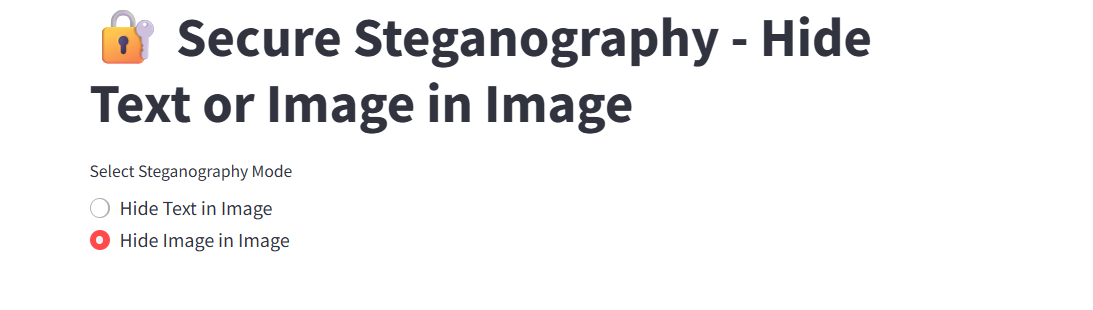 Secure Steganography - Hide
Text or Image in Image
Select Steganography Mode
Hide Text in Image
Hide Image in Image